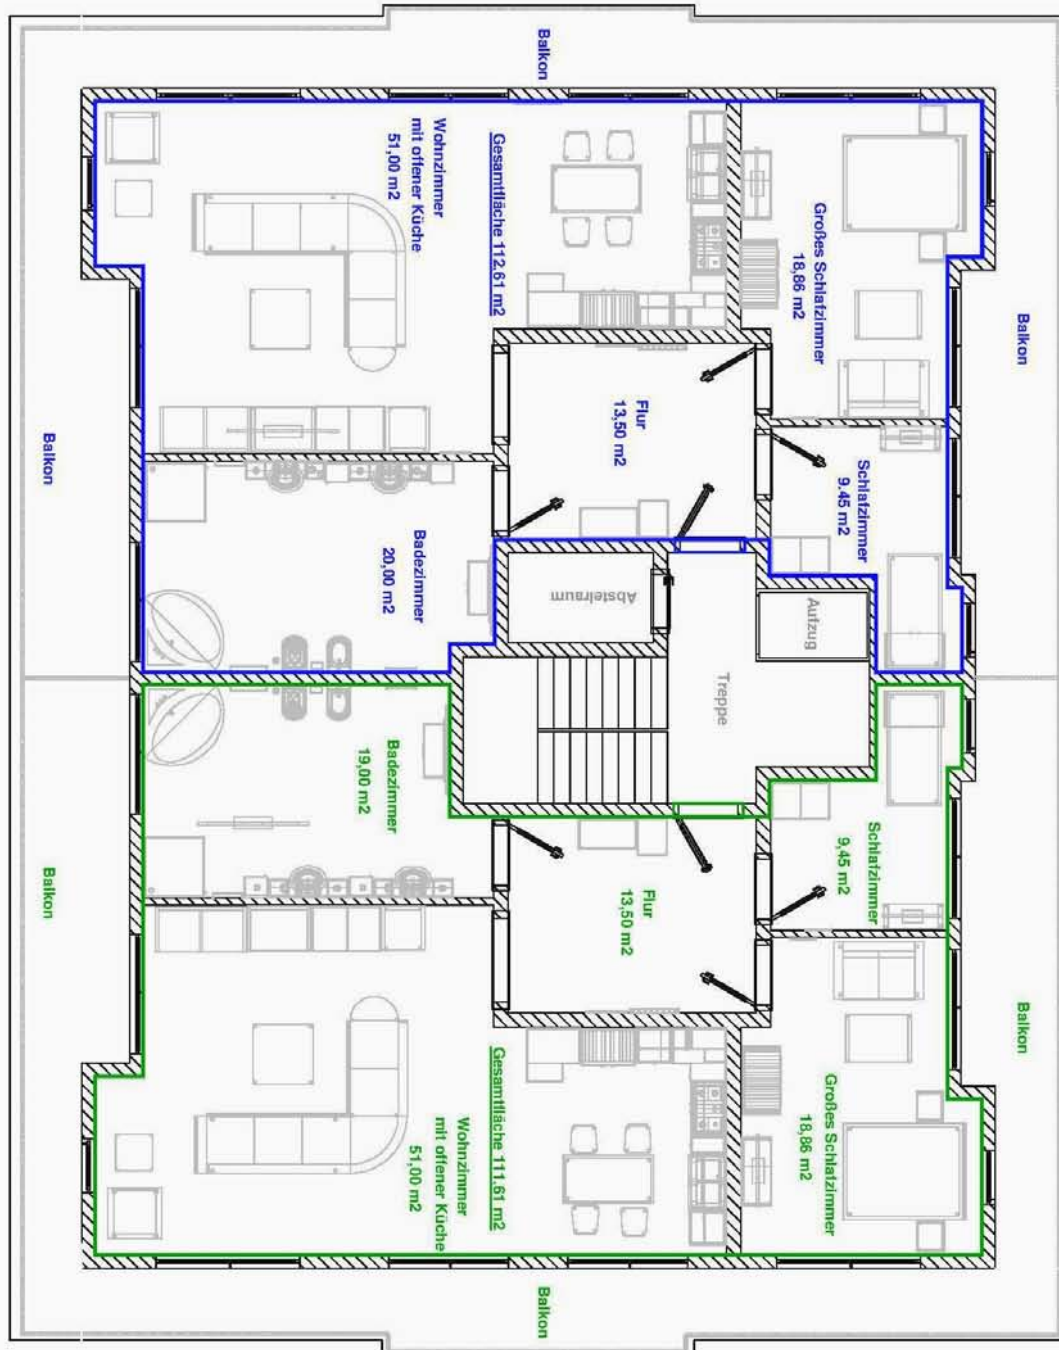 Balkon
Wohnzimmer
mit offener Küche
51,00 m2
Gesamtfläche 112.61 m2
Großes Schlafzimmer
18,86 m2
Balkon
Flur
13,50 m2
Schlafzimmer
9.45 m2
Balkon
Badezimmer
20,00 m2
Abstelraum
Aufzug
Treppe
Badezimmer
19,00 m2
Schlafzimmer
9,45 m2
Balkon
Flur
13,50 m2
Balkon
Gesamtfläche 111.61 m2
Wohnzimmer
mit offener Küche
51,00 m2
Großes Schlafzimmer
18,86 m2
Balkon